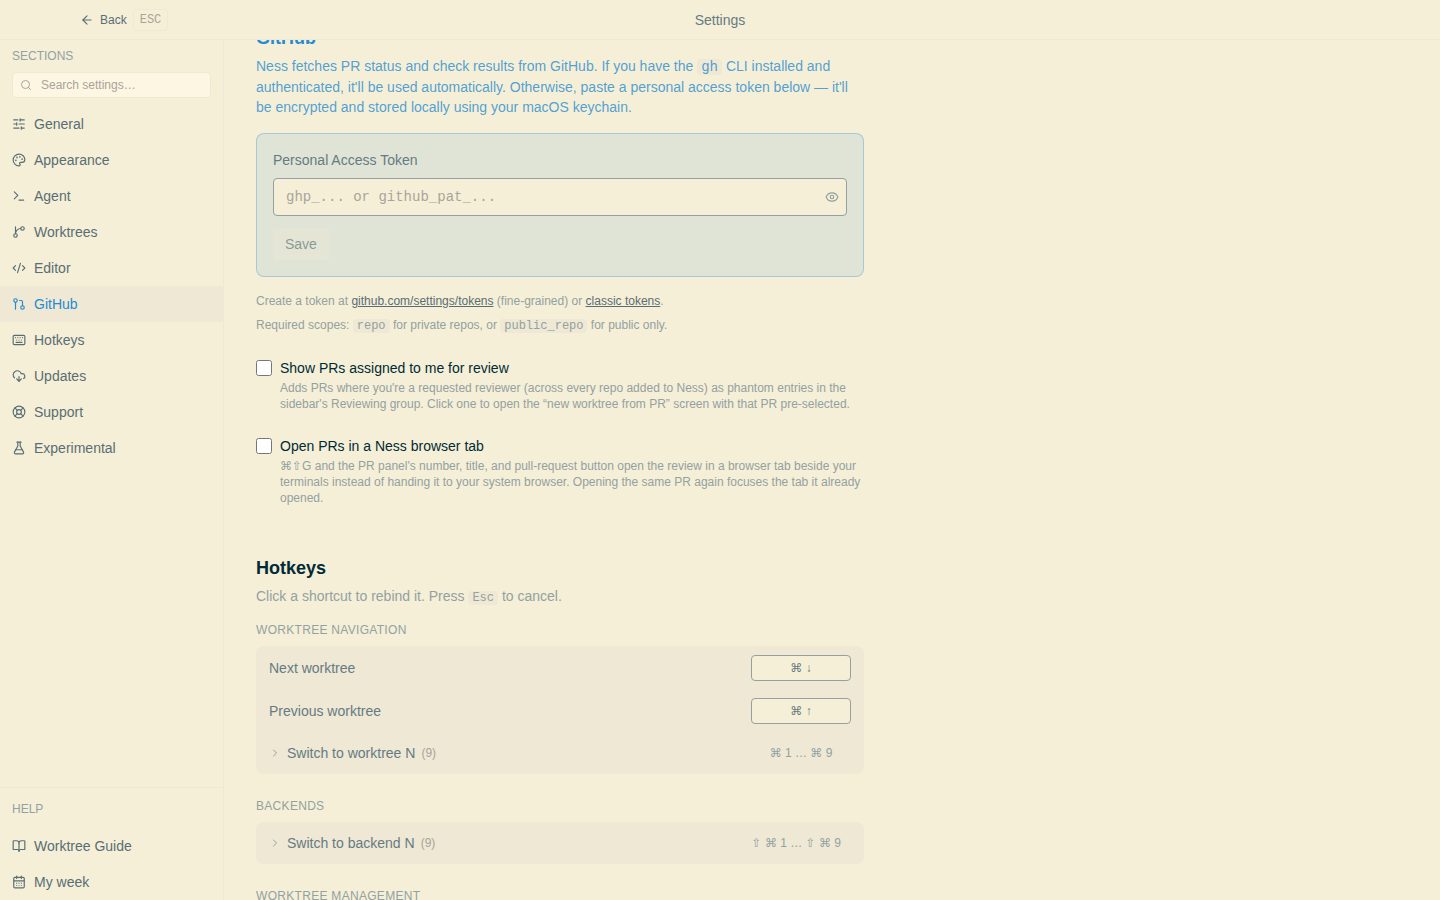 Back ESC
Settings
SECTIONS
Search settings…
General
Appearance
Agent
Worktrees
Editor
GitHub
Hotkeys
Updates
Support
Experimental
HELP
Worktree Guide
My week
GitHub
Ness fetches PR status and check results from GitHub. If you have the gh CLI installed and
authenticated, it'll be used automatically. Otherwise, paste a personal access token below — it'll
be encrypted and stored locally using your macOS keychain.
Personal Access Token
ghp_... or github_pat_...
Save
Create a token at github.com/settings/tokens (fine-grained) or classic tokens.
Required scopes: repo for private repos, or public_repo for public only.
Show PRs assigned to me for review
Adds PRs where you're a requested reviewer (across every repo added to Ness) as phantom entries in the
sidebar's Reviewing group. Click one to open the “new worktree from PR” screen with that PR pre-selected.
Open PRs in a Ness browser tab
⌘⇧G and the PR panel's number, title, and pull-request button open the review in a browser tab beside your
terminals instead of handing it to your system browser. Opening the same PR again focuses the tab it already
opened.
Hotkeys
Click a shortcut to rebind it. Press Esc to cancel.
WORKTREE NAVIGATION
Next worktree ⌘ ↓
Previous worktree ⌘ ↑
Switch to worktree N (9) ⌘ 1 … ⌘ 9
BACKENDS
Switch to backend N (9) ⇧ ⌘ 1 … ⇧ ⌘ 9
WORKTREE MANAGEMENT